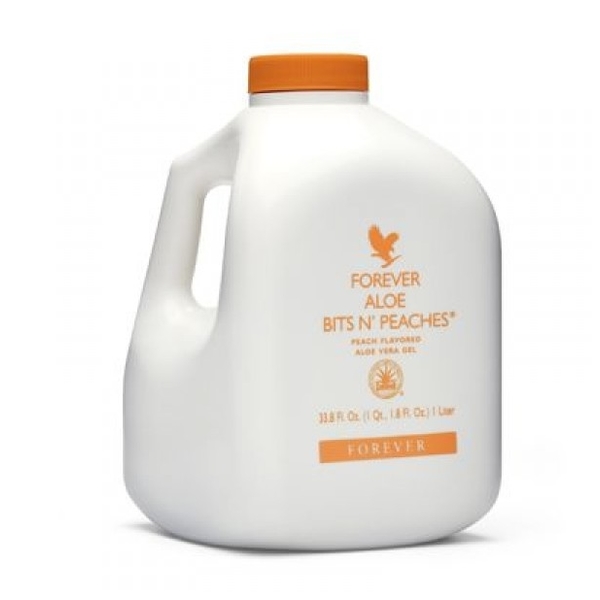 FOREVER
ALOE
BITS N' PEACHES®
PEACH FLAVORED
ALOE VERA GEL
®
33.8 Fl. Oz. (1 Qt., 1.8 Fl. Oz.) 1 Liter
FOREVER